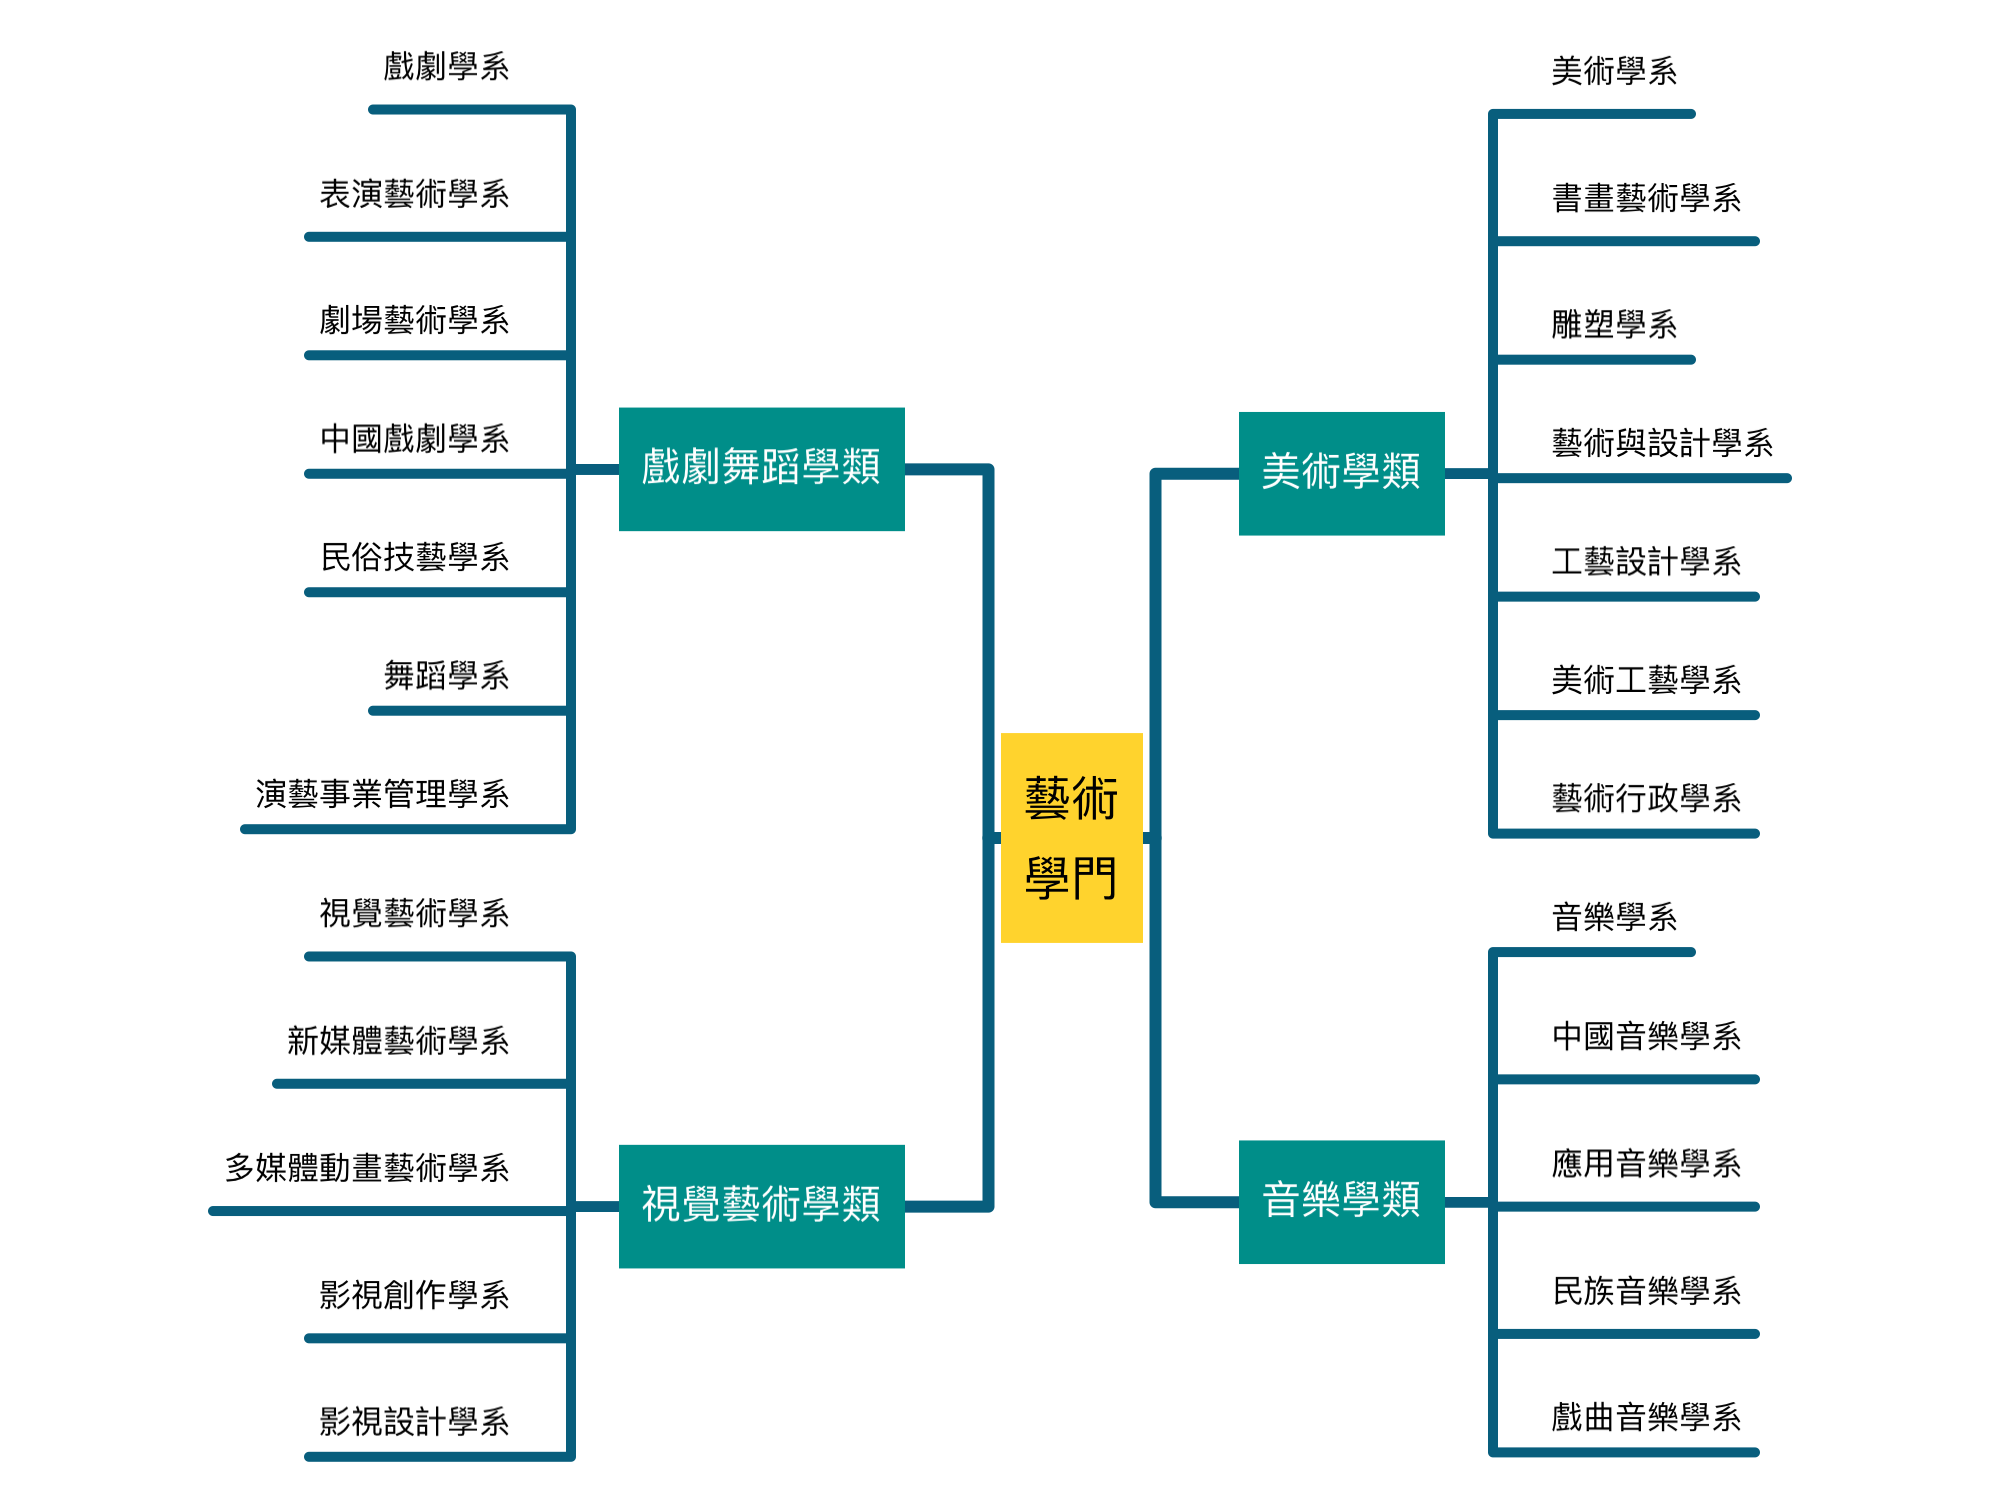 藝術
學門
戲劇舞蹈學類
戲劇學系
表演藝術學系
劇場藝術學系
中國戲劇學系
民俗技藝學系
舞蹈學系
演藝事業管理學系
視覺藝術學類
視覺藝術學系
新媒體藝術學系
多媒體動畫藝術學系
影視創作學系
影視設計學系
美術學類
美術學系
書畫藝術學系
雕塑學系
藝術與設計學系
工藝設計學系
美術工藝學系
藝術行政學系
音樂學類
音樂學系
中國音樂學系
應用音樂學系
民族音樂學系
戲曲音樂學系